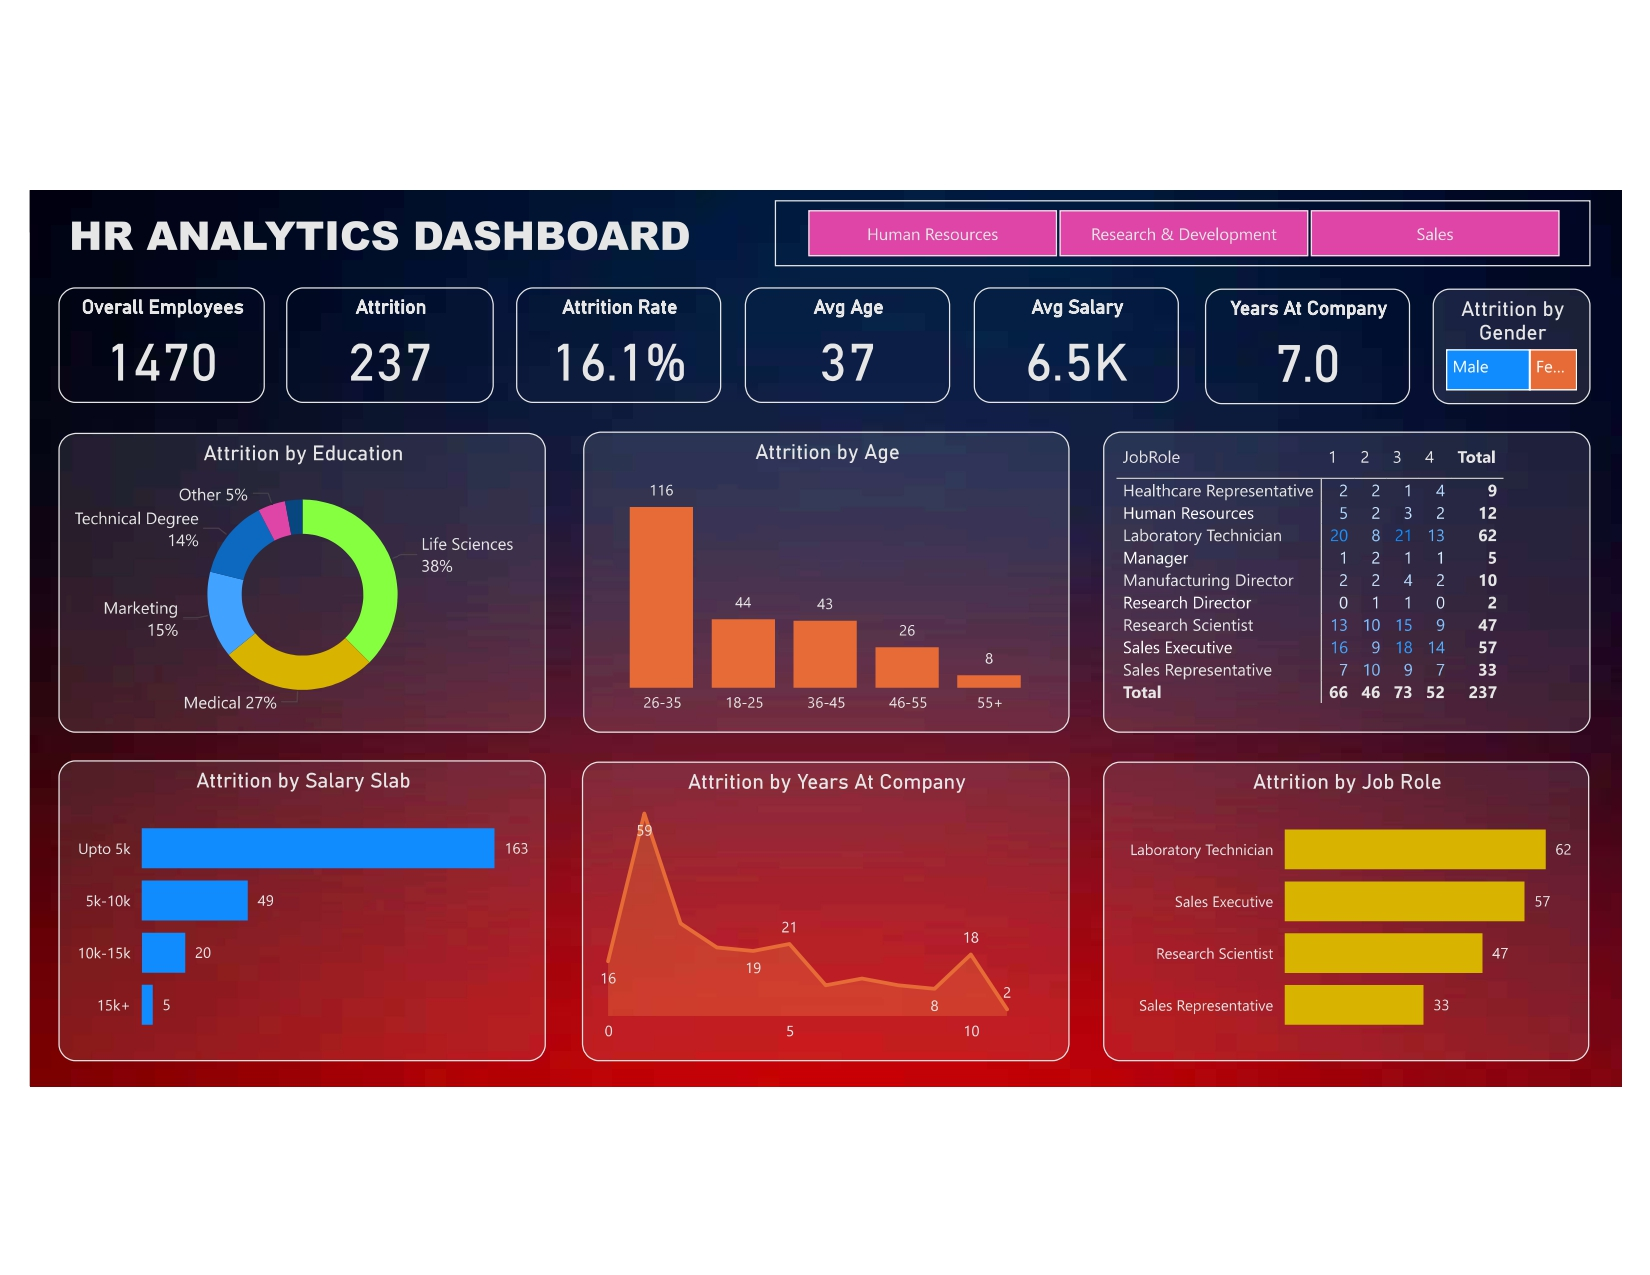 HR ANALYTICS DASHBOARD
Human Resources Research & Development Sales
Overall Employees
1470
Attrition
237
Attrition Rate
16.1%
Avg Age
37
Avg Salary
6.5K
Years At Company
7.0
Attrition by
Gender
Male Fe...
Attrition by Education
Other 5%
Technical Degree
14%
Life Sciences
38%
Marketing
15%
Medical 27%
Attrition by Age
116
44
43
26
8
26-35 18-25 36-45 46-55 55+
JobRole 1 2 3 4 Total
Healthcare Representative 2 2 1 4 9
Human Resources 5 2 3 2 12
Laboratory Technician 20 8 21 13 62
Manager 1 2 1 1 5
Manufacturing Director 2 2 4 2 10
Research Director 0 1 1 0 2
Research Scientist 13 10 15 9 47
Sales Executive 16 9 18 14 57
Sales Representative 7 10 9 7 33
Total 66 46 73 52 237
Attrition by Salary Slab
Upto 5k 163
5k-10k 49
10k-15k 20
15k+ 5
Attrition by Years At Company
59
21
18
19
16
2
8
0 5 10
Attrition by Job Role
Laboratory Technician 62
Sales Executive 57
Research Scientist 47
Sales Representative 33